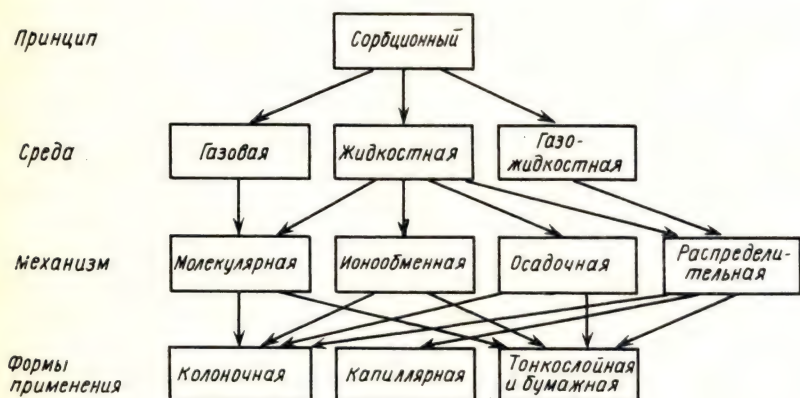 Принцип
Сорбционный
Среда
Газовая
Жидкостная
Газо-
жидкостная
Механизм
Молекулярная
Ионообменная
Осадочная
Распредели-
тельная
Формы
применения
Колоночная
Капиллярная
Тонкослойная
и бумажная